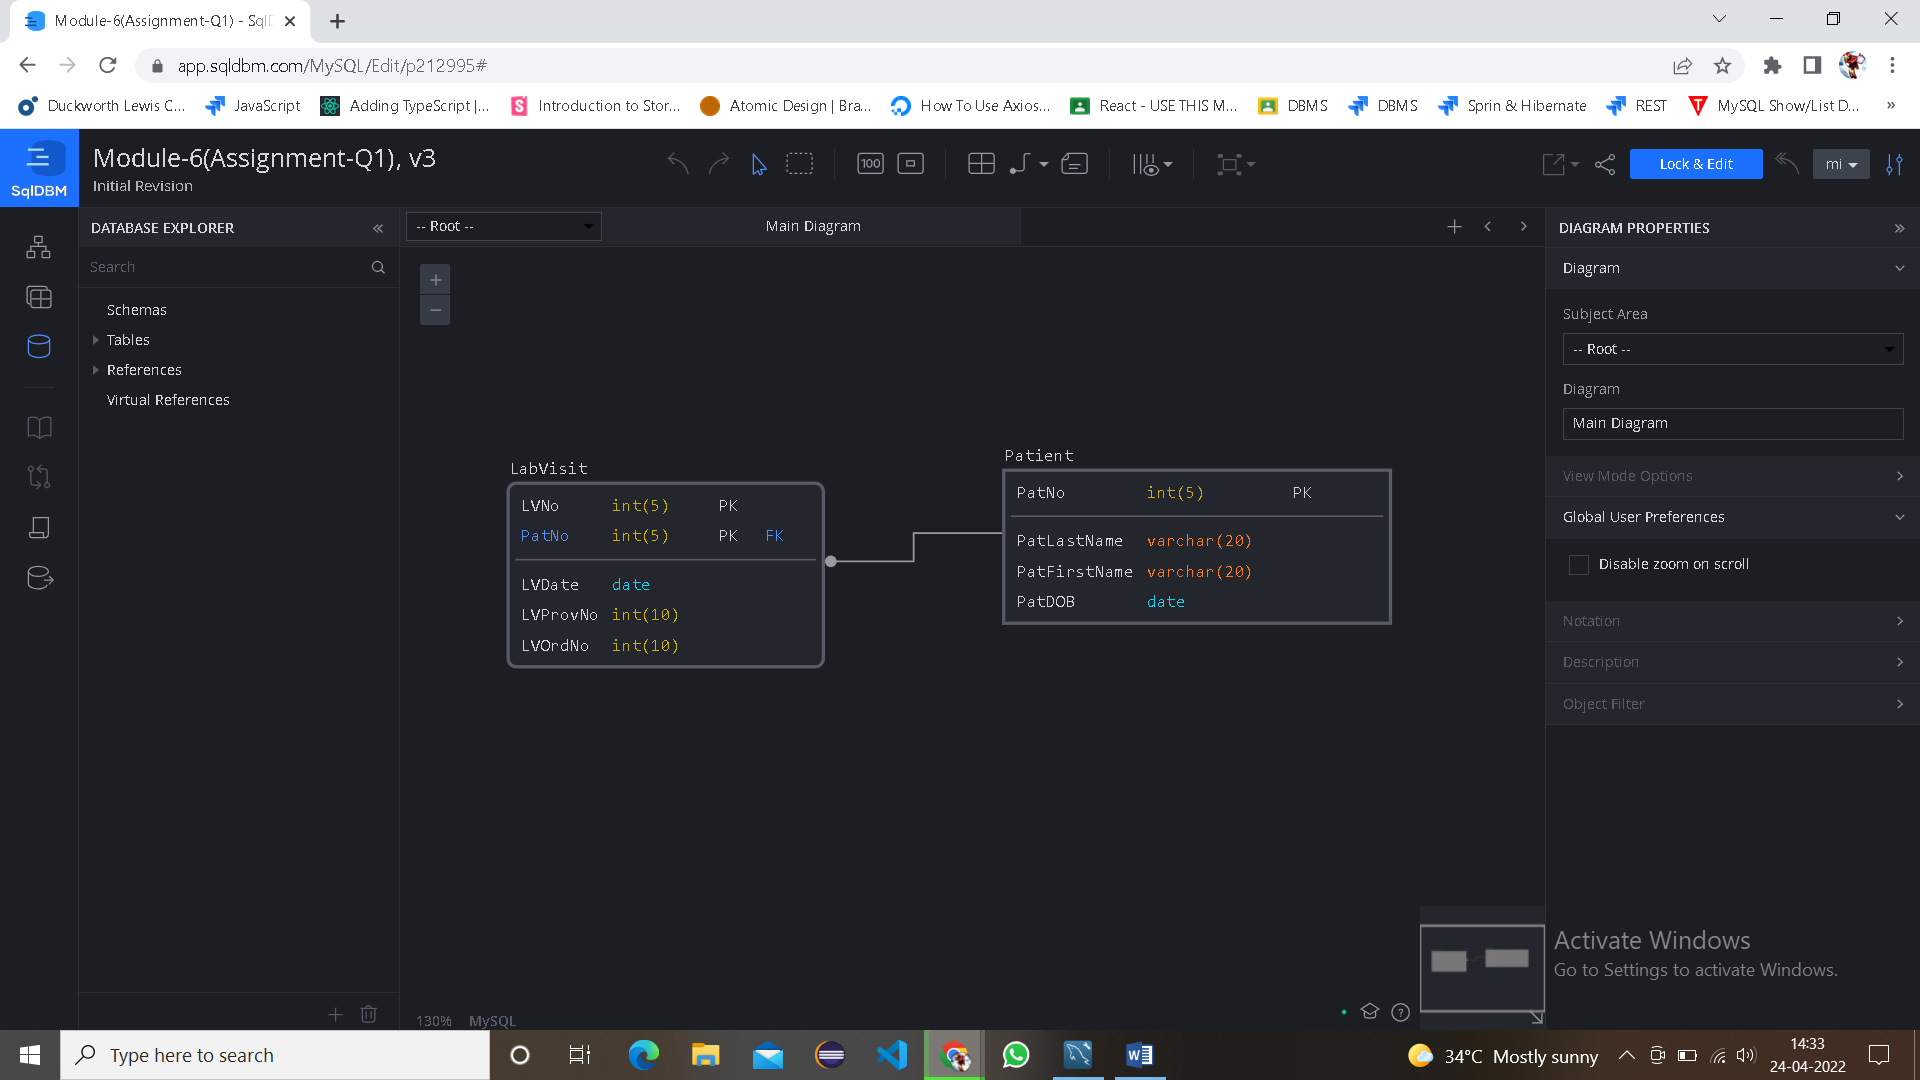 Module-6(Assignment-Q1) - SqlD
app.sqldbm.com/MySQL/Edit/p212995#
Duckworth Lewis C...
JavaScript
Adding TypeScript |...
Introduction to Stor...
Atomic Design | Bra...
How To Use Axios...
React - USE THIS M...
DBMS
DBMS
Sprin & Hibernate
REST
MySQL Show/List D...
»
SqlDBM
Module-6(Assignment-Q1), v3
Initial Revision
100
Lock & Edit
mi
DATABASE EXPLORER
-- Root --
Main Diagram
DIAGRAM PROPERTIES
Search
Schemas
Tables
References
Virtual References
LabVisit
LVNo int(5) PK
PatNo int(5) PK FK
LVDate date
LVProvNo int(10)
LVOrdNo int(10)
Patient
PatNo int(5) PK
PatLastName varchar(20)
PatFirstName varchar(20)
PatDOB date
Diagram
Subject Area
-- Root --
Diagram
Main Diagram
View Mode Options
Global User Preferences
Disable zoom on scroll
Notation
Description
Object Filter
Activate Windows
Go to Settings to activate Windows.
130% MySQL
Type here to search
34°C Mostly sunny
14:33
24-04-2022